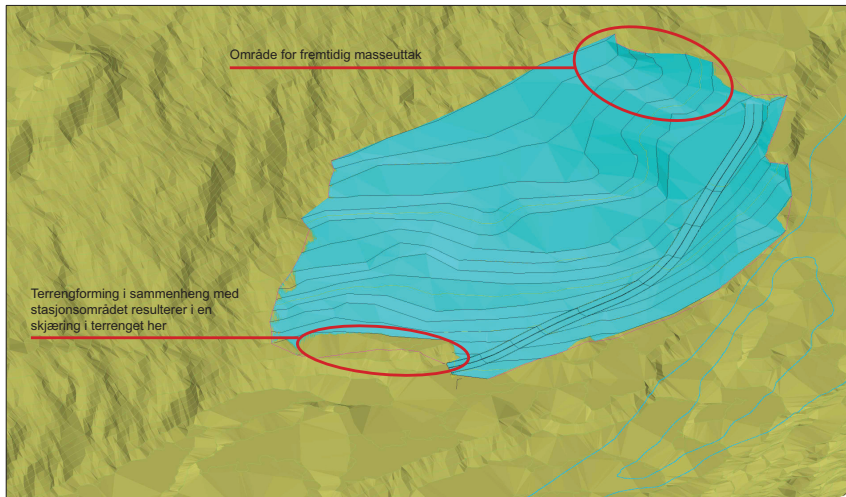 Område for fremtidig masseuttak
Terrengforming i sammenheng med
stasjonsområdet resulterer i en
skjæring i terrenget her